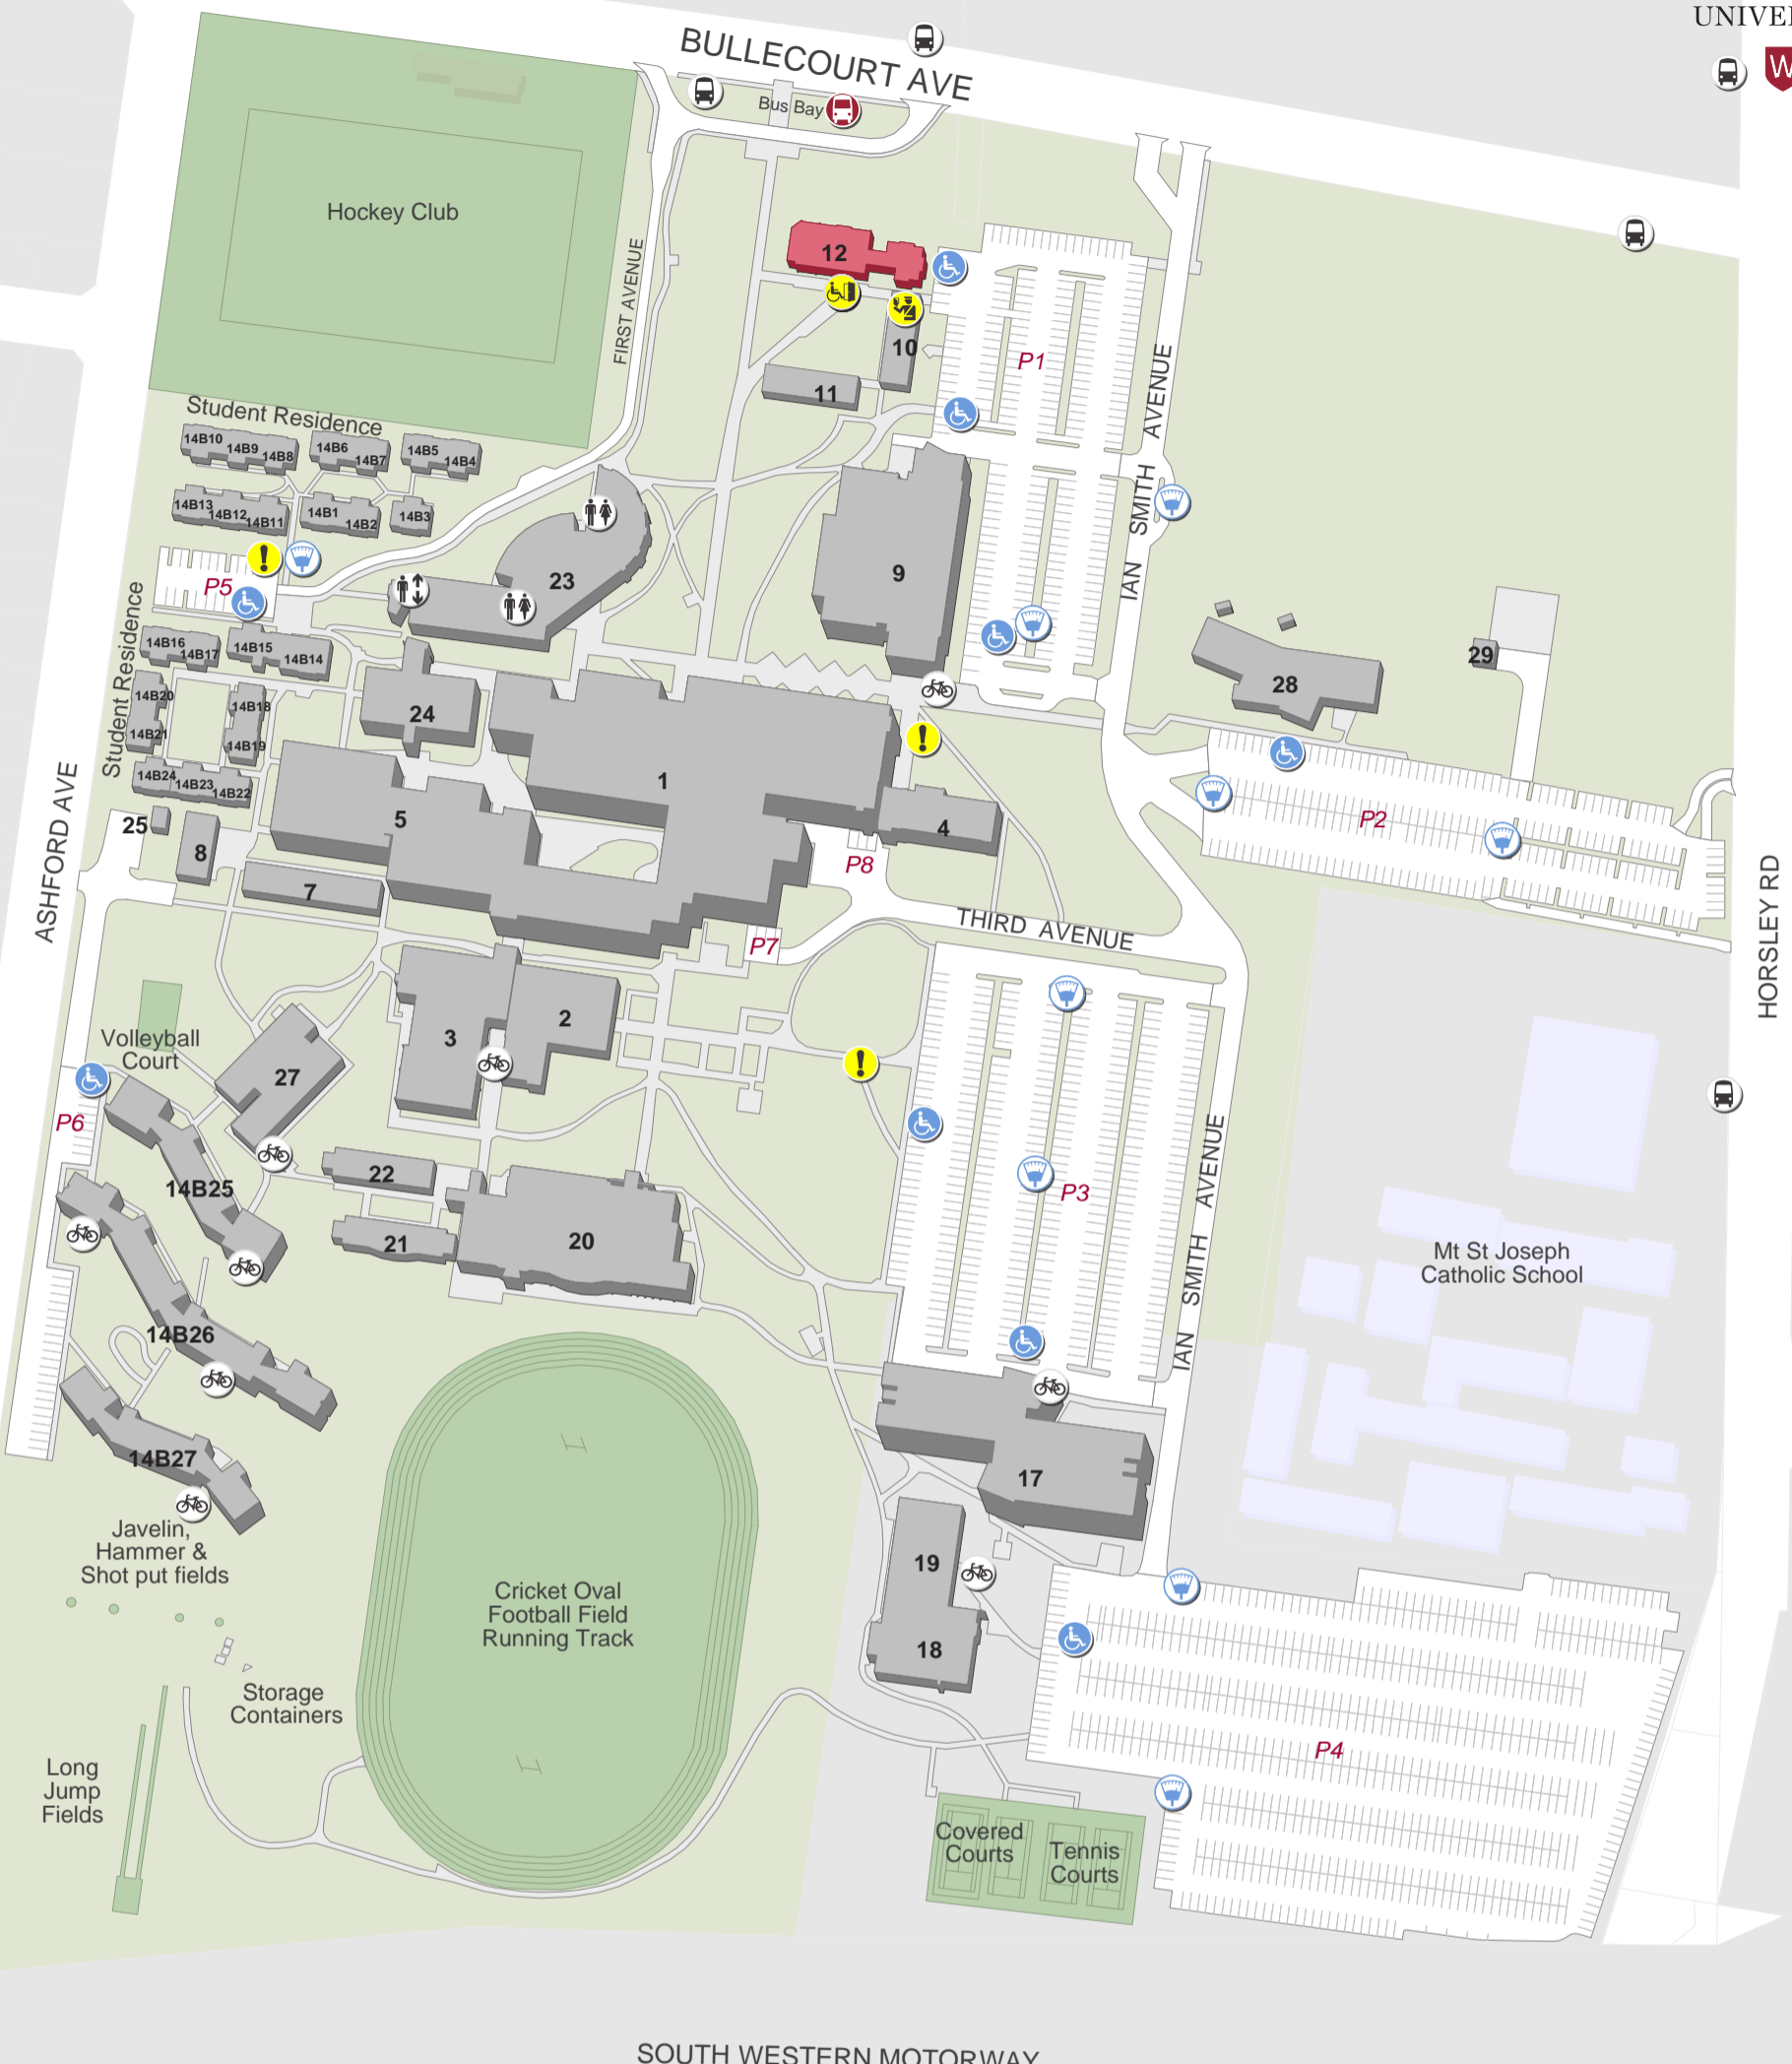 UNIVER
W
BULLECOURT AVE
Bus Bay
Hockey Club
FIRST AVENUE
12
10
11
P1
IAN SMITH AVENUE
Student Residence
14B10
14B9
14B8
14B6
14B7
14B5
14B4
14B13
14B12
14B11
14B1
14B2
14B3
P5
23
9
Student Residence
14B16
14B17
14B15
14B14
14B20
14B21
14B18
14B19
14B24
14B23
14B22
24
28
29
1
5
4
P2
25
8
7
P8
P7
THIRD AVENUE
ASHFORD AVE
HORSLEY RD
Volleyball
Court
3
2
27
P6
22
14B25
21
20
P3
IAN SMITH AVENUE
Mt St Joseph
Catholic School
14B26
14B27
17
Javelin,
Hammer &
Shot put fields
19
18
Cricket Oval
Football Field
Running Track
Storage
Containers
Long
Jump
Fields
P4
Covered
Courts
Tennis
Courts
SOUTH WESTERN MOTORWAY